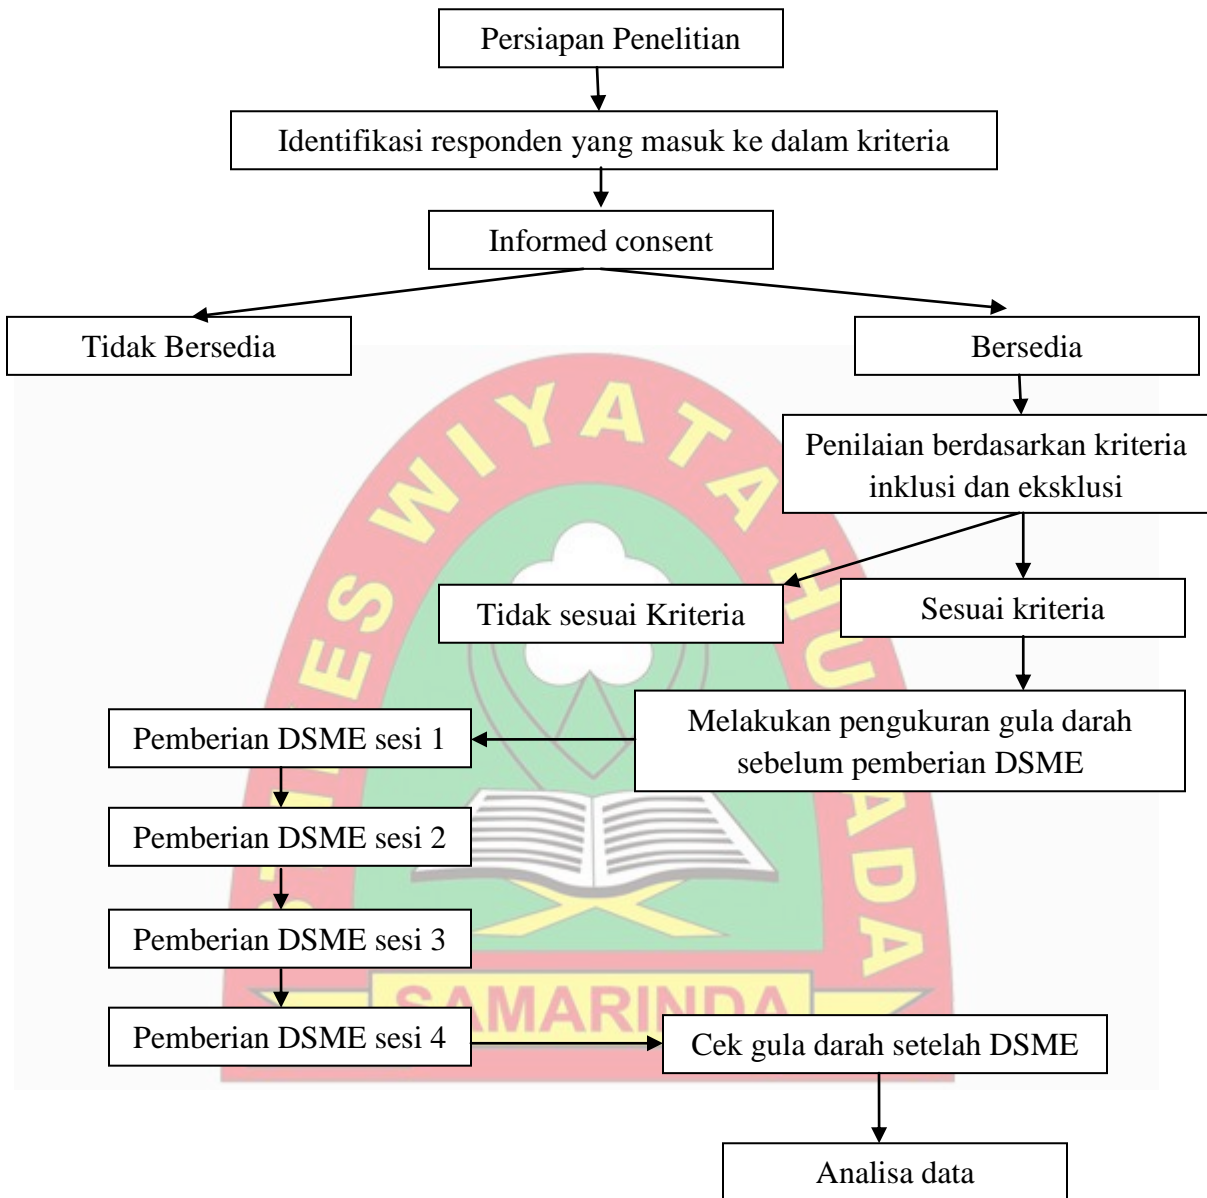 Persiapan Penelitian
Identifikasi responden yang masuk ke dalam kriteria
Informed consent
Tidak Bersedia
Bersedia
Penilaian berdasarkan kriteria
inklusi dan eksklusi
Tidak sesuai Kriteria
Sesuai kriteria
Melakukan pengukuran gula darah
sebelum pemberian DSME
Pemberian DSME sesi 1
Pemberian DSME sesi 2
Pemberian DSME sesi 3
Pemberian DSME sesi 4
Cek gula darah setelah DSME
Analisa data
WIYATA
SAMARINDA